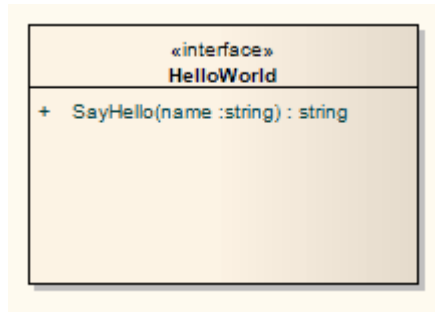 «interface»
HelloWorld
+ SayHello(name :string) : string